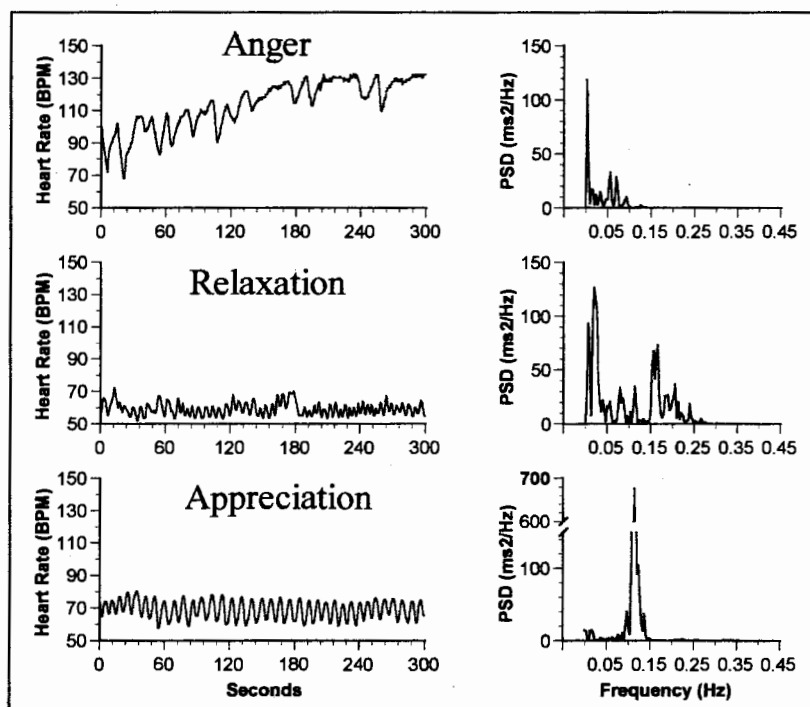 Anger
Heart Rate (BPM)
150
130
110
90
70
50
0 60 120 180 240 300
PSD (ms2/Hz)
150
100
50
0
0.05 0.15 0.25 0.35 0.45
Relaxation
Heart Rate (BPM)
150
130
110
90
70
50
0 60 120 180 240 300
PSD (ms2/Hz)
150
100
50
0
0.05 0.15 0.25 0.35 0.45
Appreciation
Heart Rate (BPM)
150
130
110
90
70
50
0 60 120 180 240 300
Seconds
PSD (ms2/Hz)
700
600
100
50
0
0.05 0.15 0.25 0.35 0.45
Frequency (Hz)